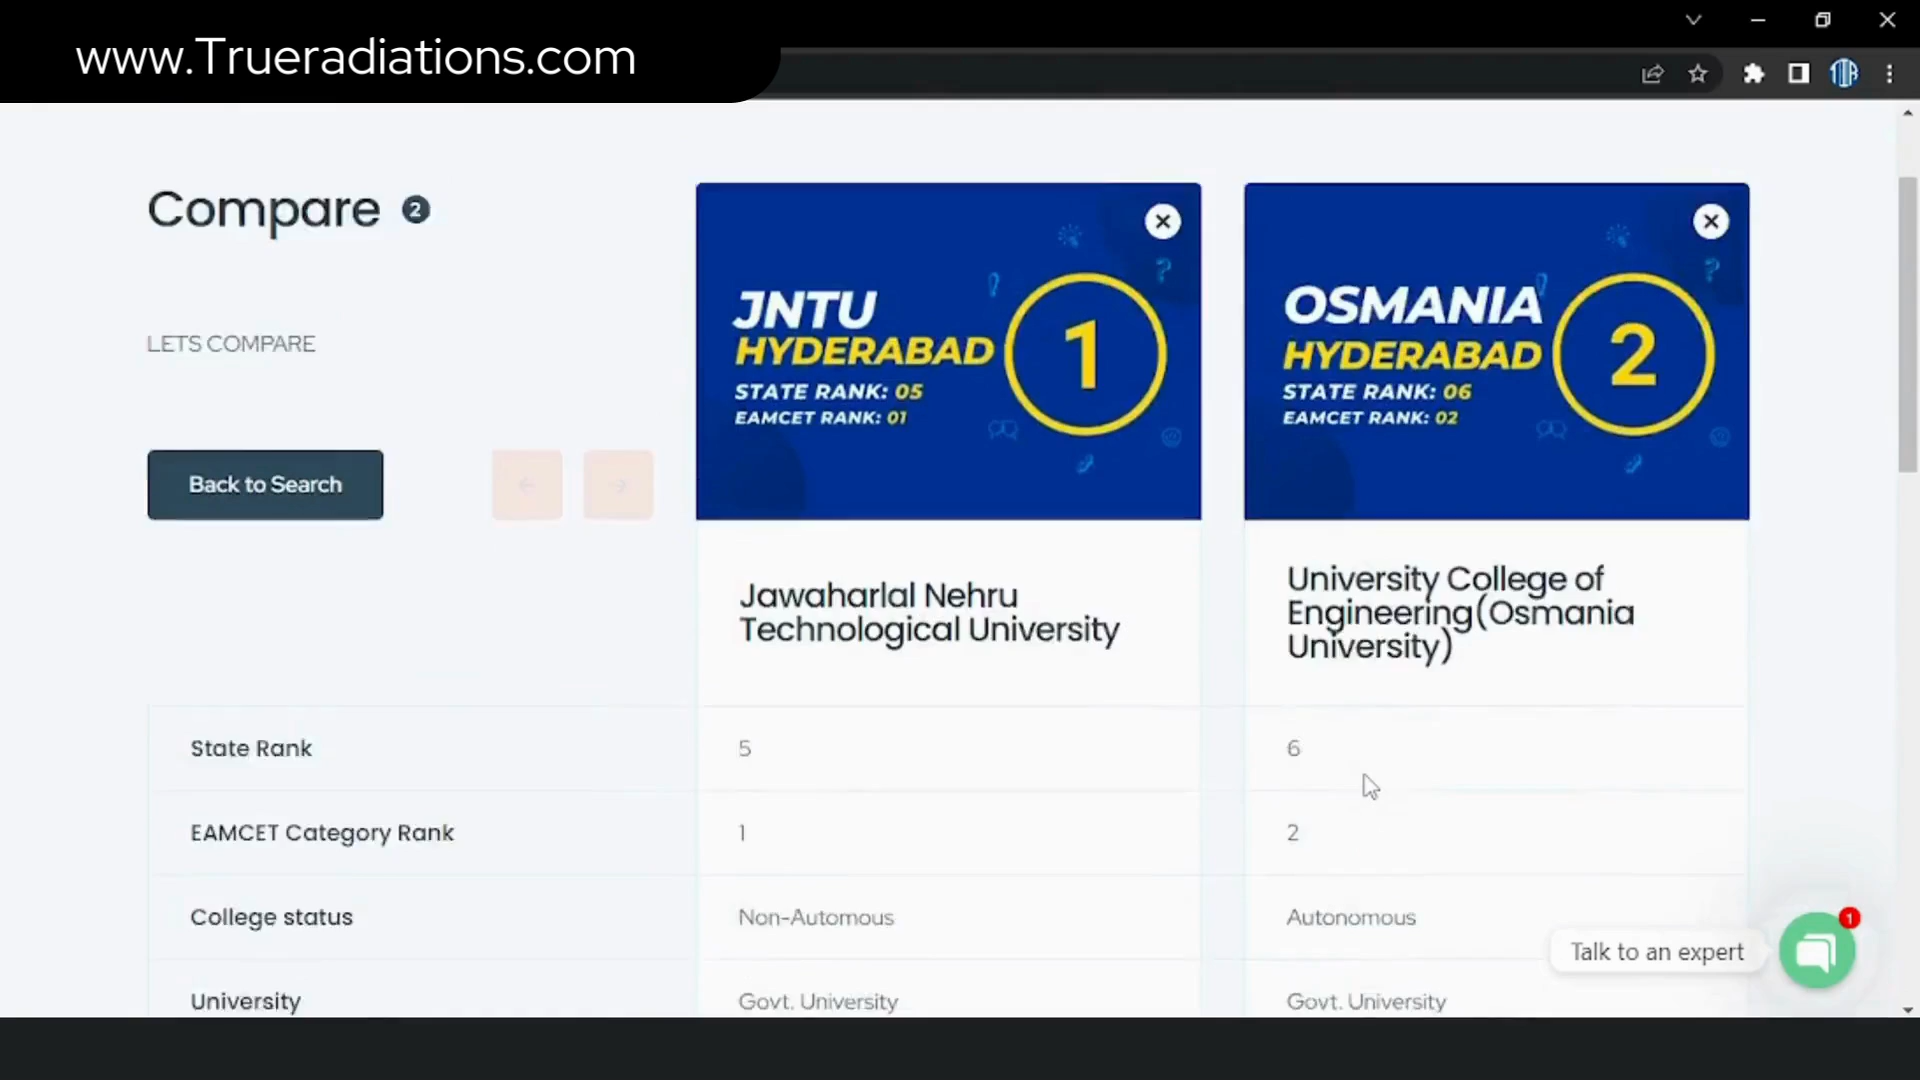 www.Trueradiations.com
Compare 2
LETS COMPARE
Back to Search
JNTU
HYDERABAD
STATE RANK: 05
EAMCET RANK: 01
1
OSMANIA
HYDERABAD
STATE RANK: 06
EAMCET RANK: 02
2
Jawaharlal Nehru
Technological University
University College of
Engineering(Osmania
University)
State Rank 5 6
EAMCET Category Rank 1 2
College status Non-Automous Autonomous
University Govt. University Govt. University
Talk to an expert
1